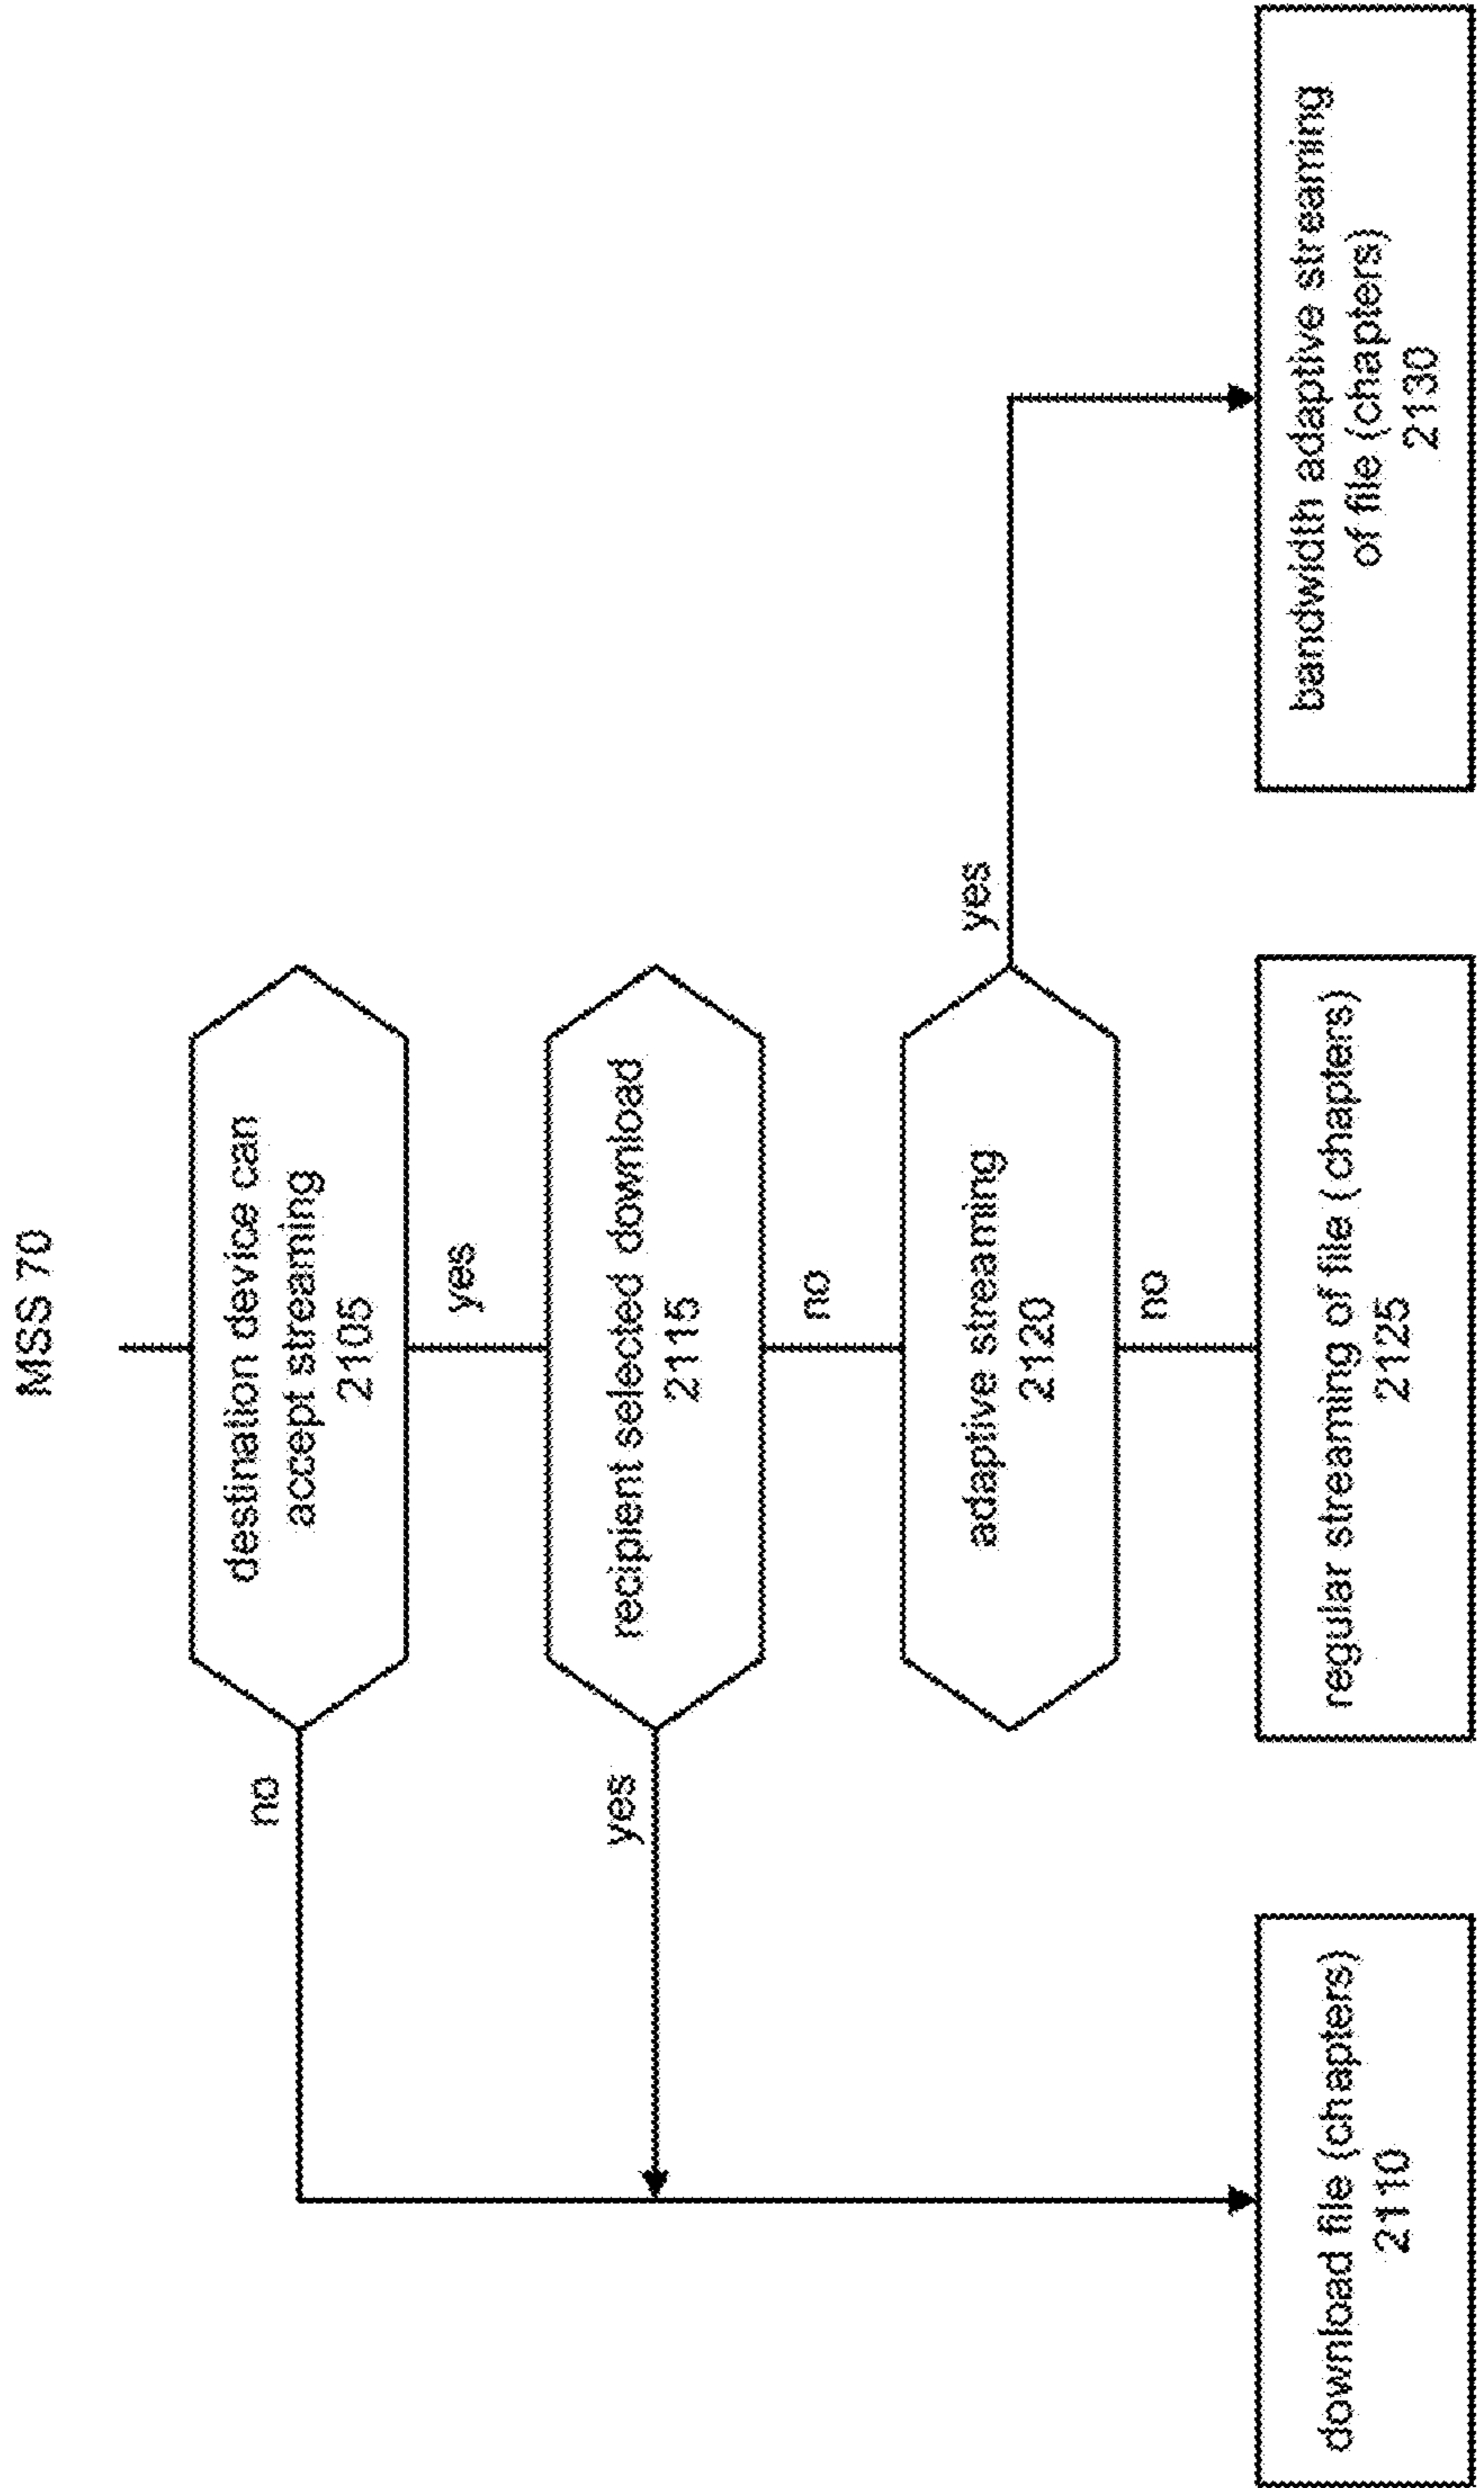 MSS 70
destination device can
accept streaming
2105
no
yes
recipient selected download
2115
yes
no
adaptive streaming
2120
yes
no
download file (chapters)
2110
regular streaming of file (chapters)
2125
bandwidth adaptive streaming
of file (chapters)
2130